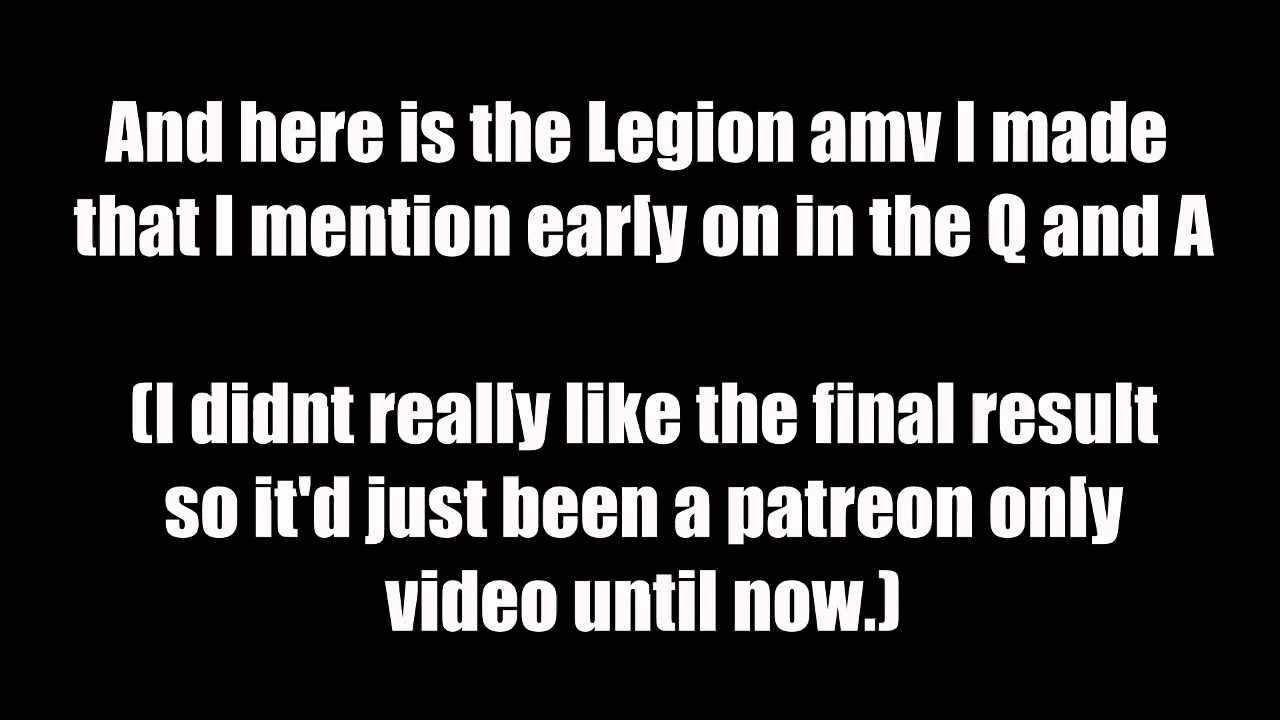 And here is the Legion amv I made
that I mention early on in the Q and A
(I didnt really like the final result
so it'd just been a patreon only
video until now.)